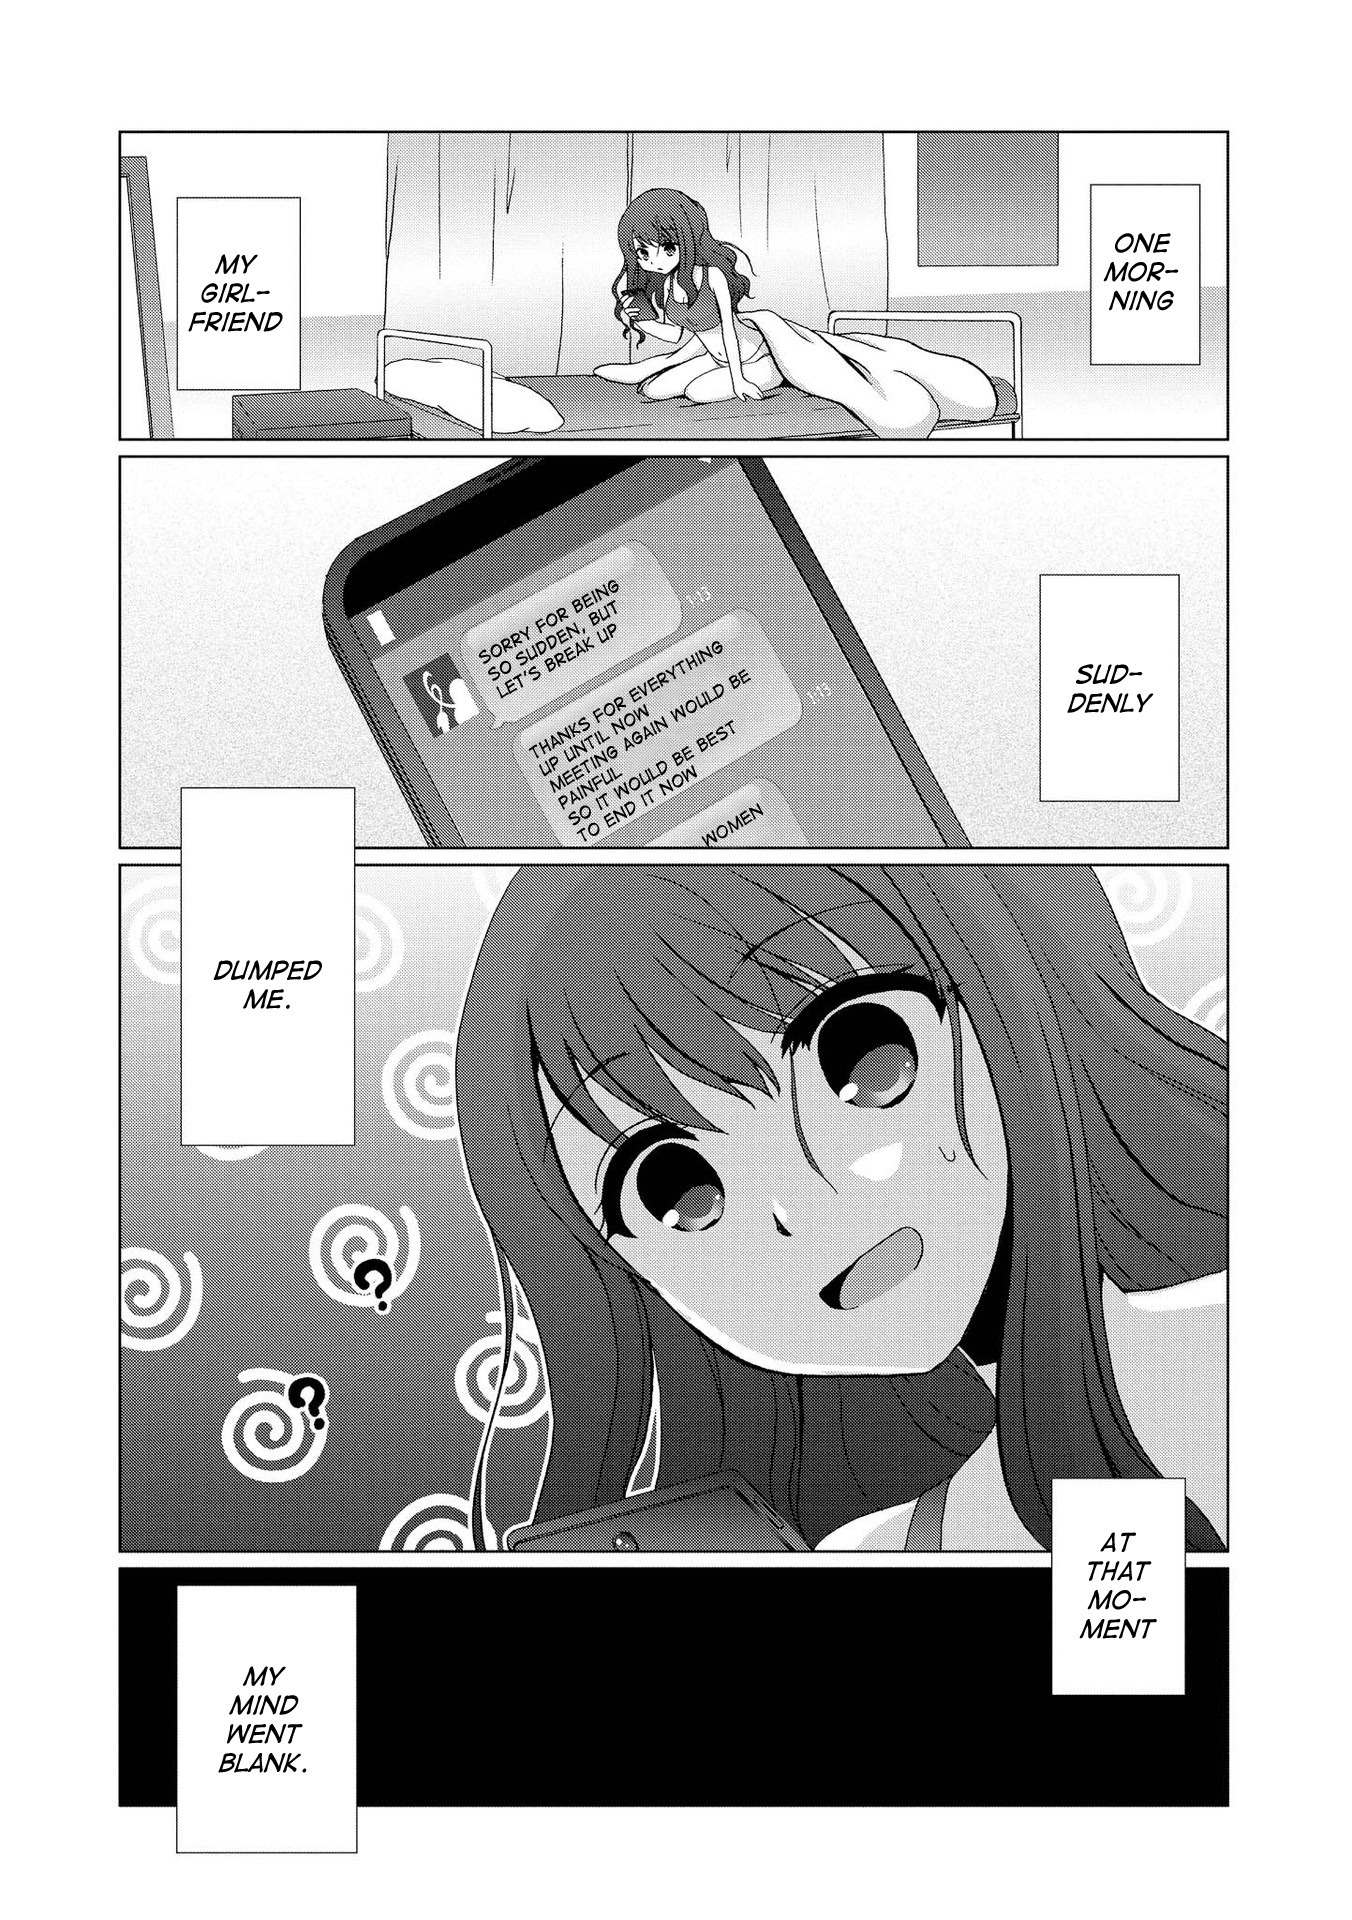 ONE
MOR-
NING
MY
GIRL-
FRIEND
SORRY FOR BEING
SO SUDDEN, BUT
LET'S BREAK UP
1:13
THANKS FOR EVERYTHING
UP UNTIL NOW
MEETING AGAIN WOULD BE
PAINFUL
SO IT WOULD BE BEST
TO END IT NOW
WOMEN
SUD-
DENLY
DUMPED
ME.
?
?
AT
THAT
MO-
MENT
MY
MIND
WENT
BLANK.